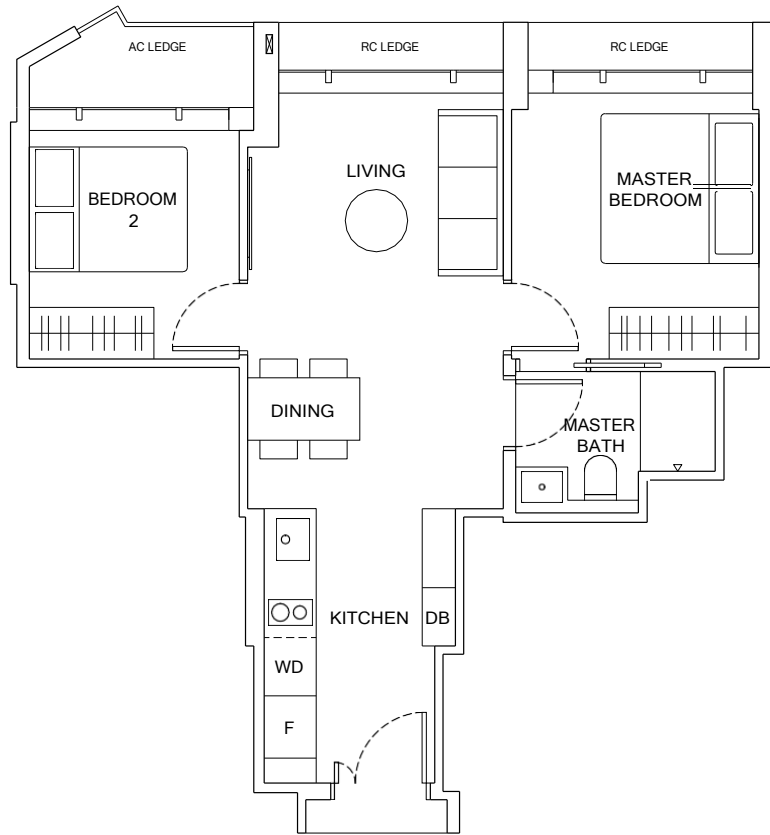 AC LEDGE
RC LEDGE
RC LEDGE
LIVING
BEDROOM
2
MASTER
BEDROOM
DINING
MASTER
BATH
KITCHEN
DB
WD
F